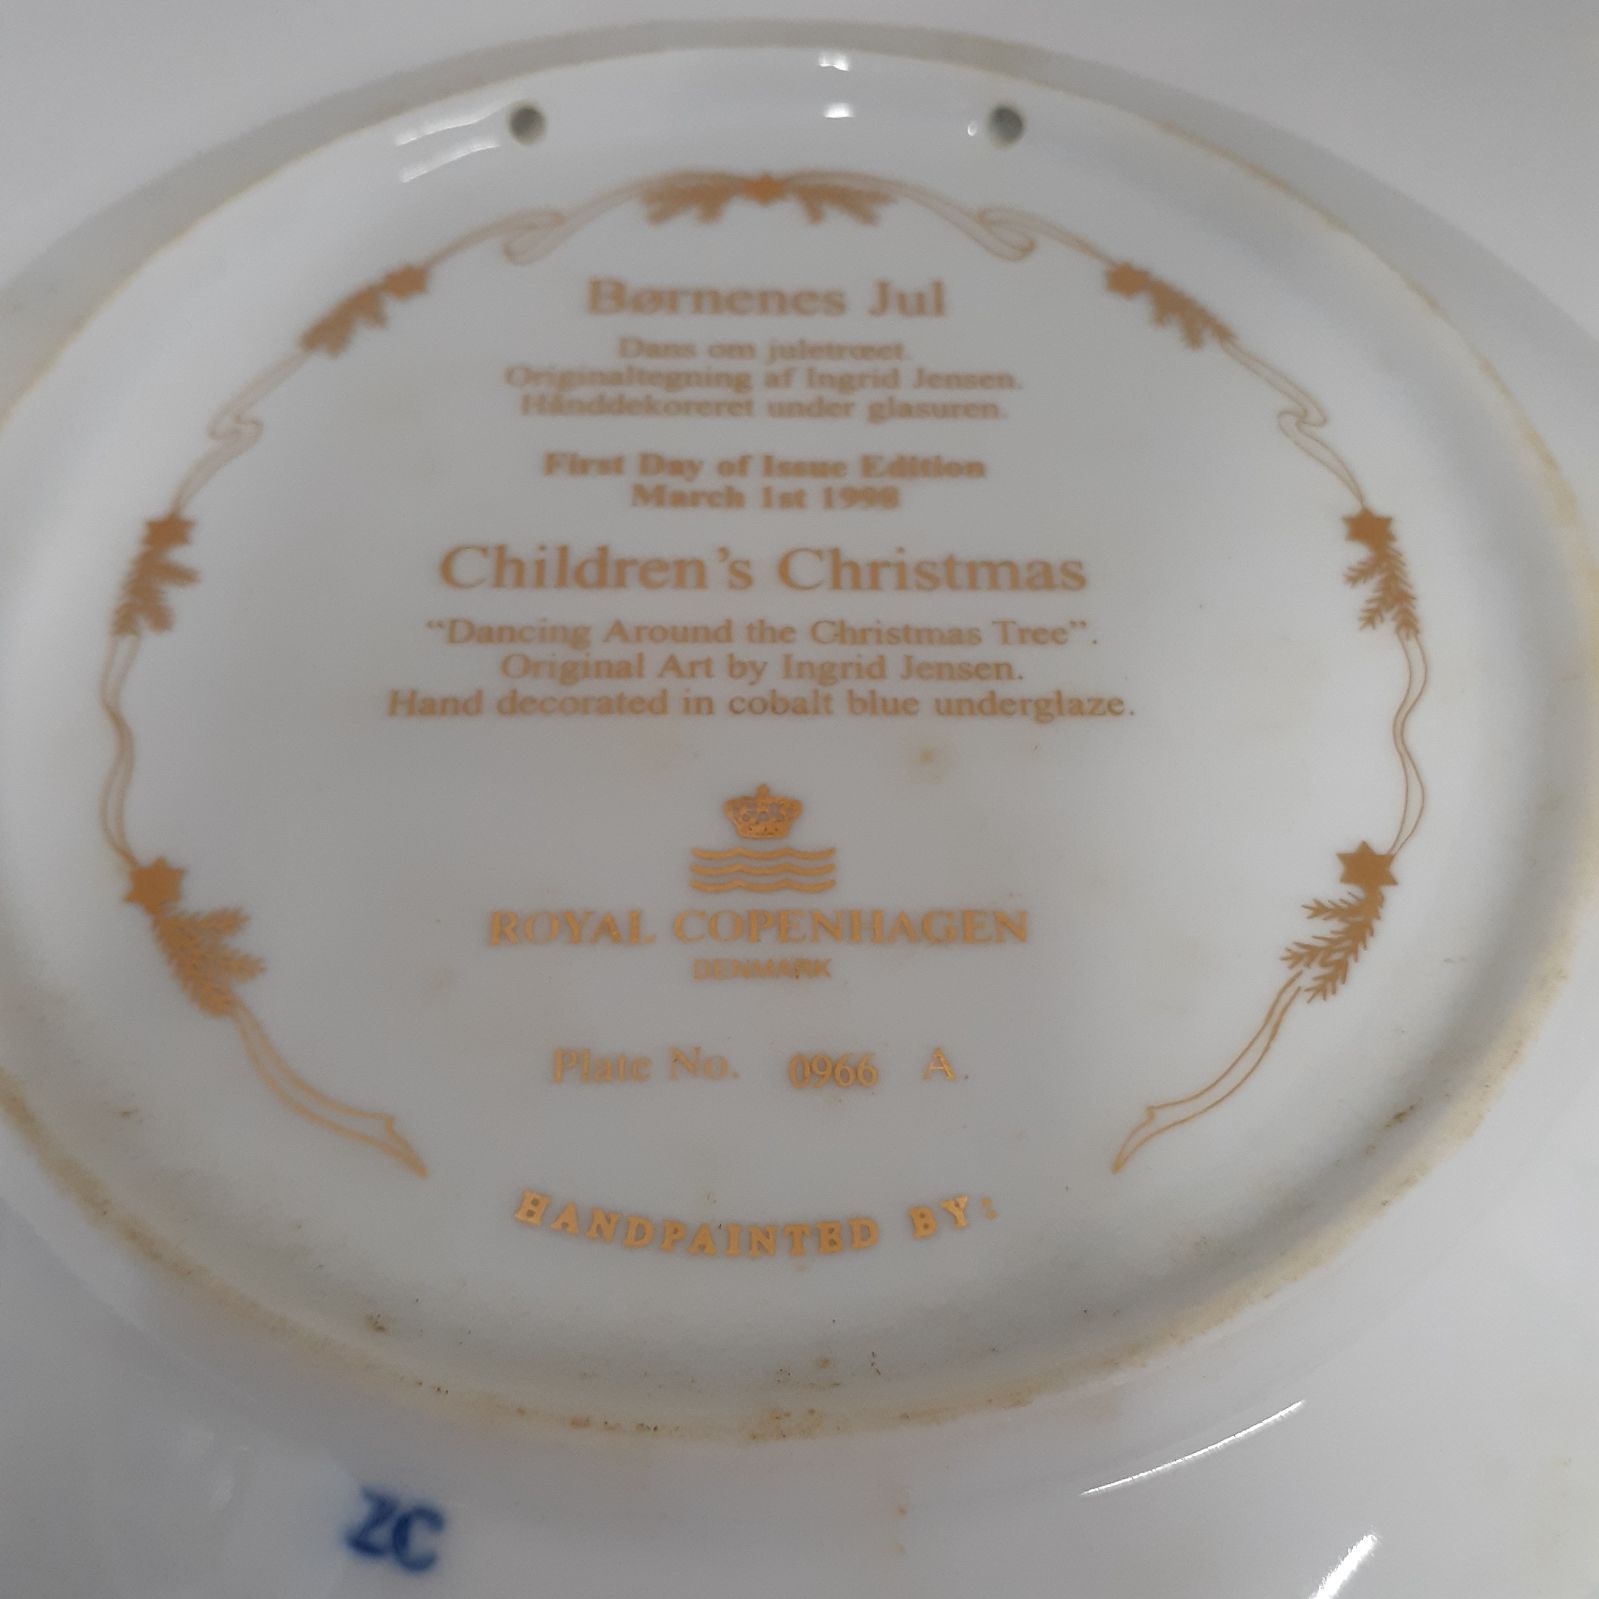 Børnenes Jul
Dans om juletræet.
Originaltegning af Ingrid Jensen.
Hånddekoreret under glasuren.
First Day of Issue Edition
March 1st 1998
Children's Christmas
“Dancing Around the Christmas Tree”.
Original Art by Ingrid Jensen.
Hand decorated in cobalt blue underglaze.
ROYAL COPENHAGEN
DENMARK
Plate No. 0966 A.
HANDPAINTED BY: